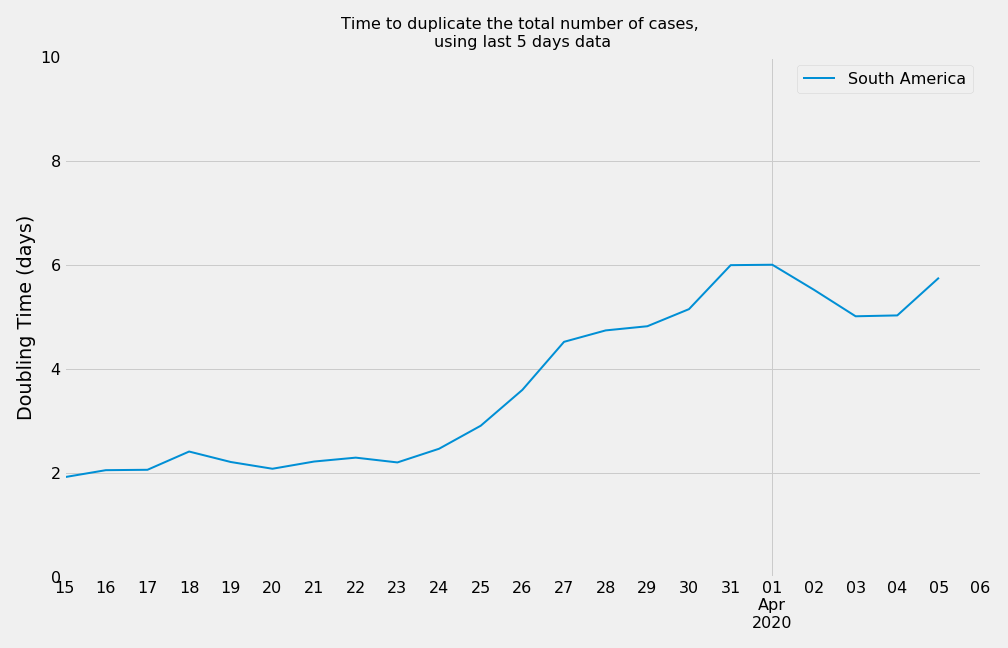 Time to duplicate the total number of cases,
using last 5 days data
South America
Doubling Time (days)
10
8
6
4
2
0
15 16 17 18 19 20 21 22 23 24 25 26 27 28 29 30 31 01 02 03 04 05 06
Apr
2020